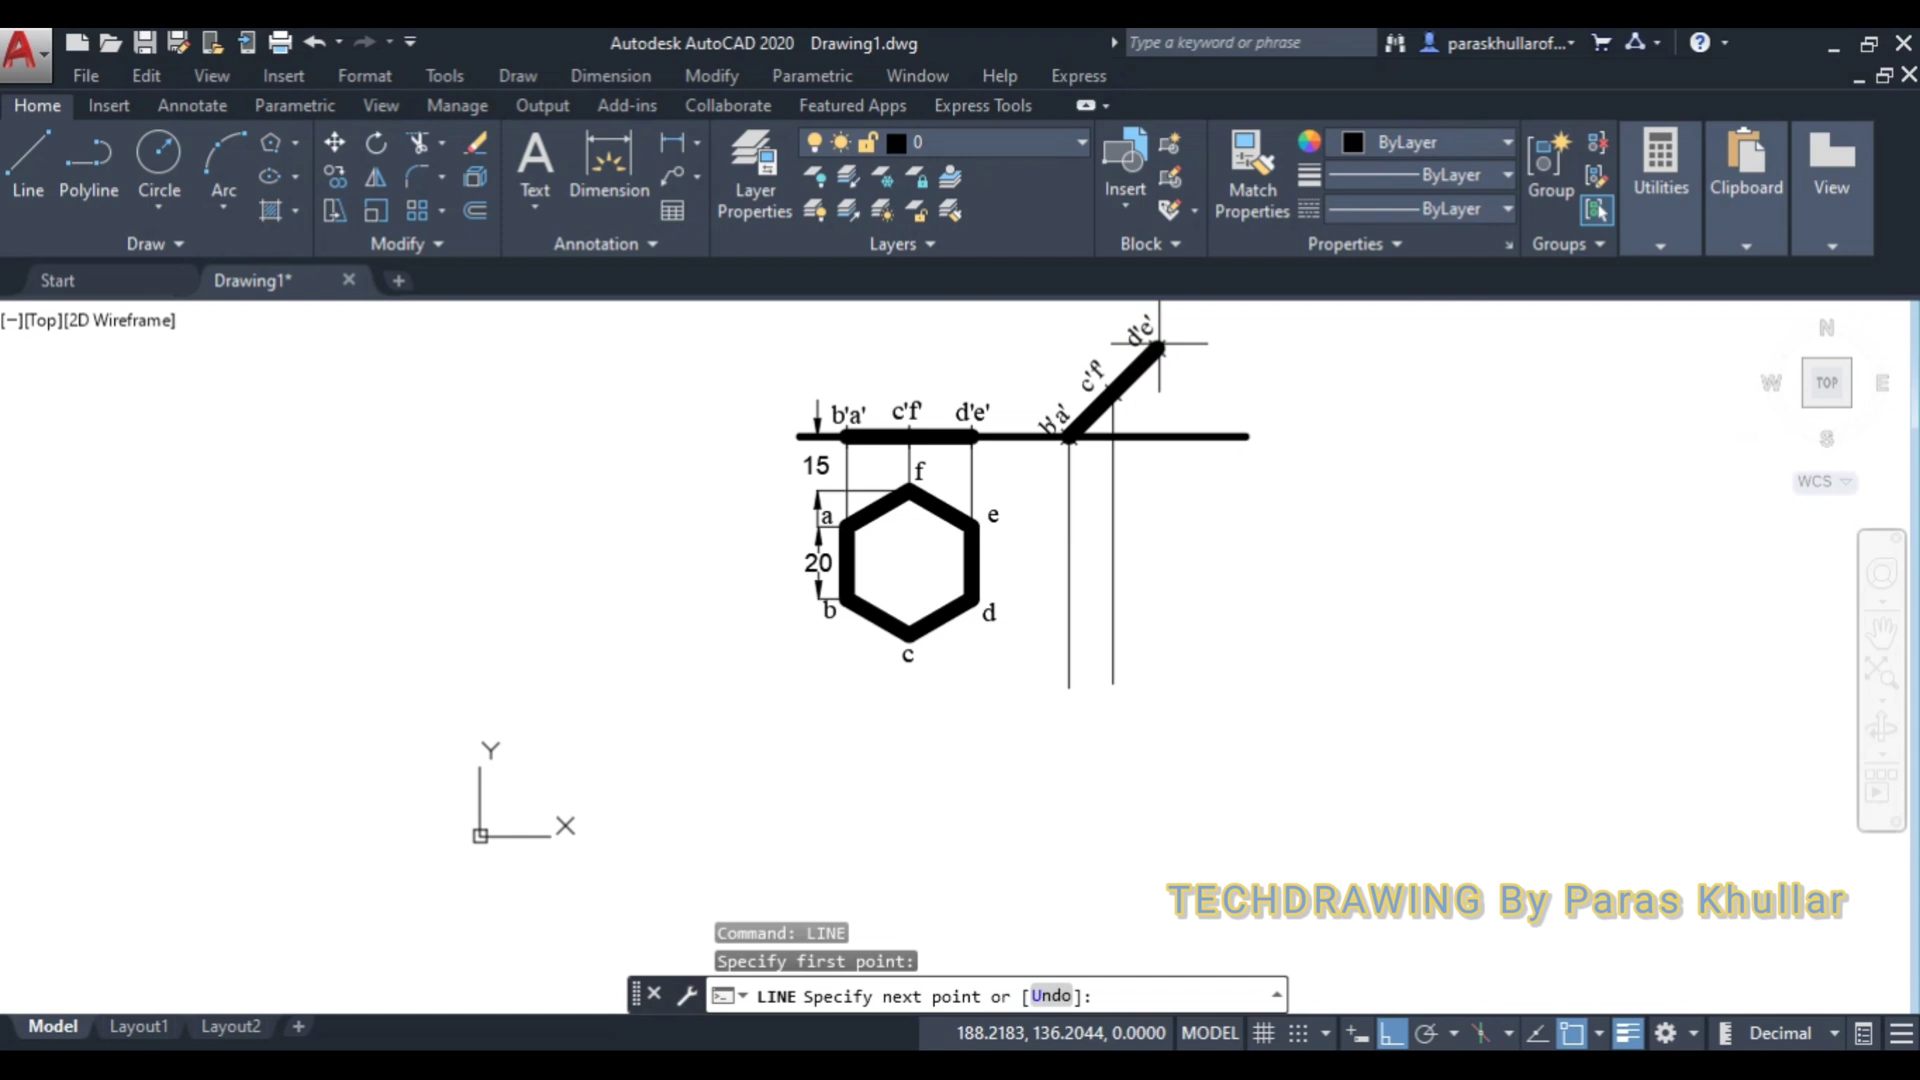 Autodesk AutoCAD 2020 Drawing1.dwg
Type a keyword or phrase
paraskhullarof...
File Edit View Insert Format Tools Draw Dimension Modify Parametric Window Help Express
Home Insert Annotate Parametric View Manage Output Add-ins Collaborate Featured Apps Express Tools
0
ByLayer
ByLayer
ByLayer
Line Polyline Circle Arc
Text Dimension
Layer Properties
Insert
Match Properties
Group
Utilities
Clipboard
View
Draw Modify Annotation Layers Block Properties Groups
Start Drawing1*
[−][Top][2D Wireframe]
N
W TOP E
S
WCS
d'e'
c'f'
b'a'
b'a' c'f' d'e'
15
f
a
e
20
b
d
c
Y
X
TECHDRAWING By Paras Khullar
Command: LINE
Specify first point:
LINE Specify next point or [Undo]:
Model Layout1 Layout2
188.2183, 136.2044, 0.0000 MODEL
Decimal